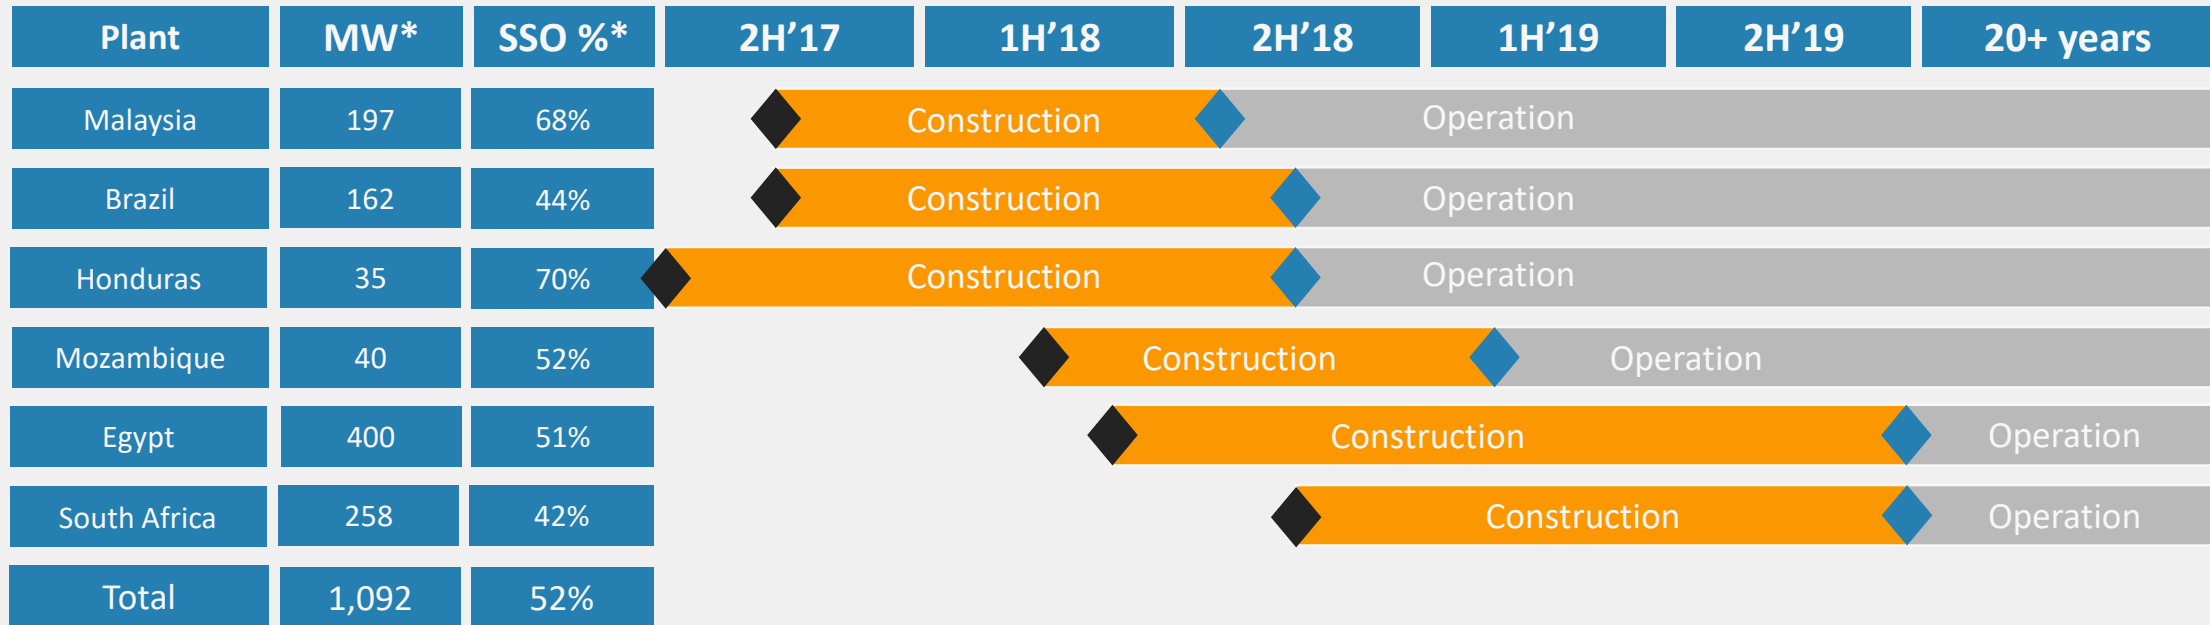 Plant MW* SSO %* 2H’17 1H’18 2H’18 1H’19 2H’19 20+ years
Malaysia 197 68% Construction Operation
Brazil 162 44% Construction Operation
Honduras 35 70% Construction Operation
Mozambique 40 52% Construction Operation
Egypt 400 51% Construction Operation
South Africa 258 42% Construction Operation
Total 1,092 52%